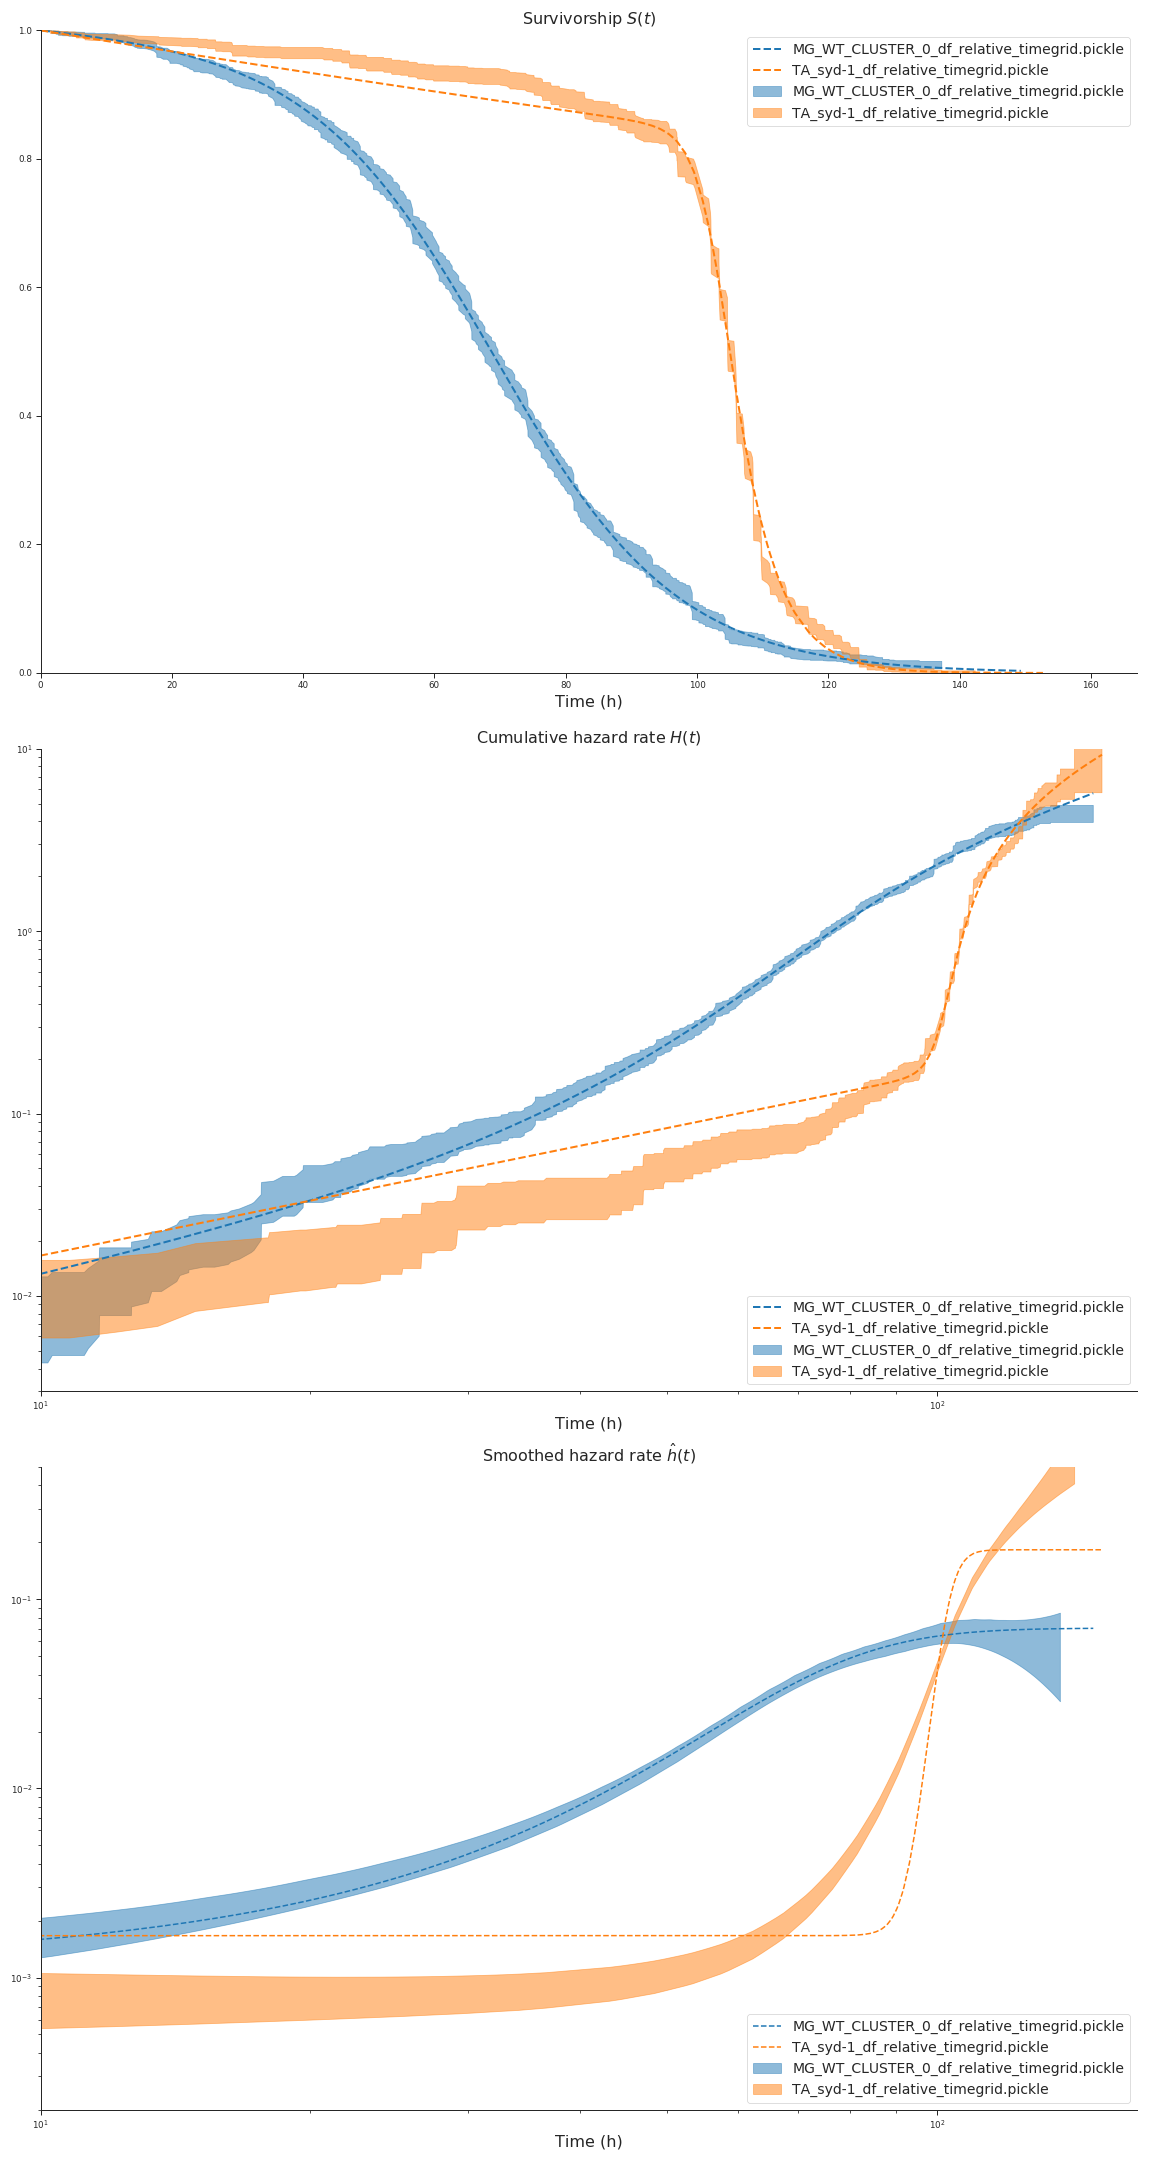 Survivorship S(t)
1.0
0.8
0.6
0.4
0.2
0.0
MG_WT_CLUSTER_0_df_relative_timegrid.pickle
TA_syd-1_df_relative_timegrid.pickle
MG_WT_CLUSTER_0_df_relative_timegrid.pickle
TA_syd-1_df_relative_timegrid.pickle
0 20 40 60 80 100 120 140 160
Time (h)
Cumulative hazard rate H(t)
10¹
10⁰
10⁻¹
10⁻²
MG_WT_CLUSTER_0_df_relative_timegrid.pickle
TA_syd-1_df_relative_timegrid.pickle
MG_WT_CLUSTER_0_df_relative_timegrid.pickle
TA_syd-1_df_relative_timegrid.pickle
10¹ 10²
Time (h)
Smoothed hazard rate ĥ(t)
10⁻¹
10⁻²
10⁻³
MG_WT_CLUSTER_0_df_relative_timegrid.pickle
TA_syd-1_df_relative_timegrid.pickle
MG_WT_CLUSTER_0_df_relative_timegrid.pickle
TA_syd-1_df_relative_timegrid.pickle
10¹ 10²
Time (h)